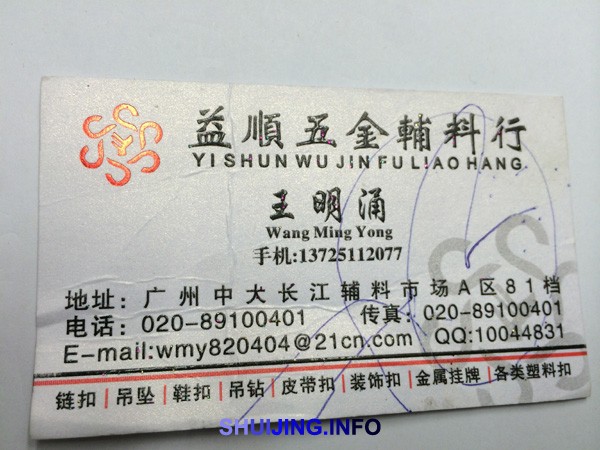 益順五金輔料行
YI SHUN WU JIN FU LIAO HANG
王明涌
Wang Ming Yong
手机:13725112077
地址：广州中大长江辅料市场A区81档
电话：020-89100401 传真：020-89100401
E-mail:wmy820404@21cn.com QQ:10044831
链扣|吊坠|鞋扣|吊钻|皮带扣|装饰扣|金属挂牌|各类塑料扣
SHUIJING.INFO